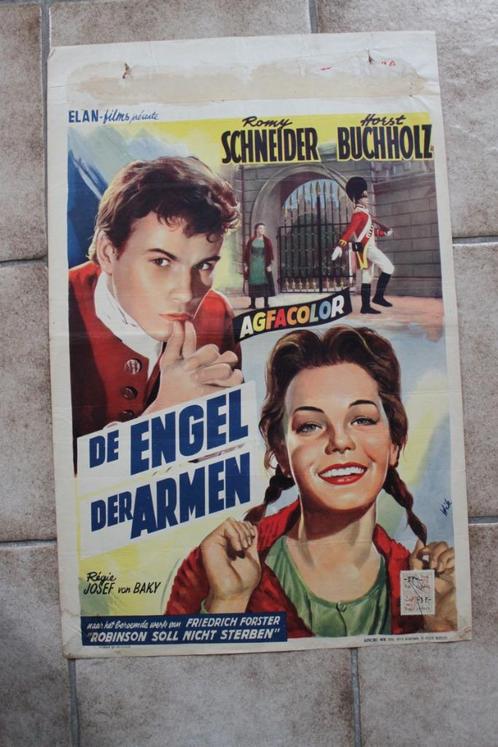 ELAN-films présente
Romy
SCHNEIDER
Horst
BUCHHOLZ
AGFACOLOR
DE ENGEL
DER ARMEN
Wik
Régie
JOSEF von BAKY
naar het beroemde werk van FRIEDRICH FORSTER
"ROBINSON SOLL NICHT STERBEN"